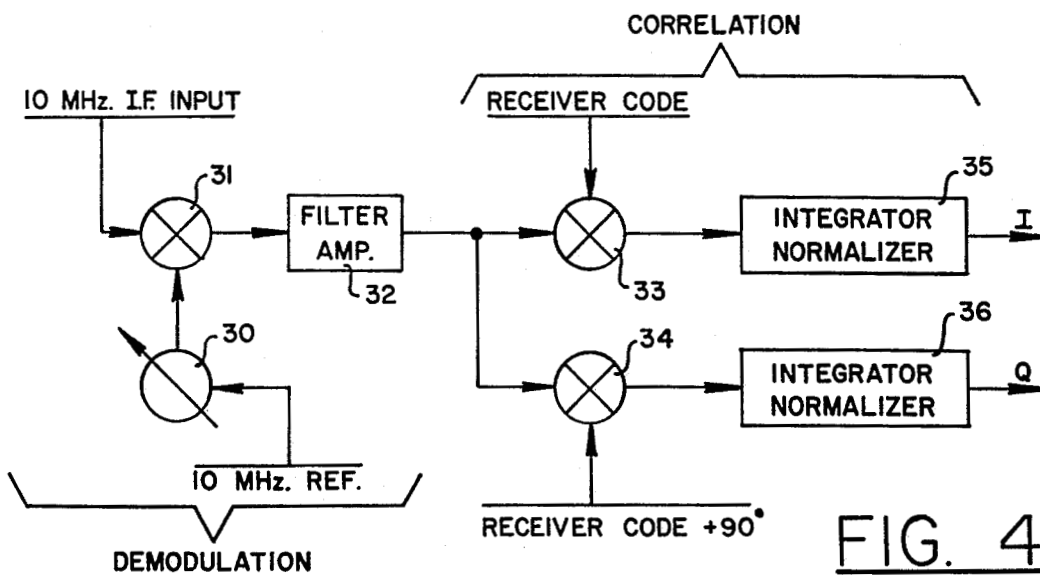 CORRELATION
10 MHz. I.F. INPUT
RECEIVER CODE
31
FILTER
AMP.
32
33
35
INTEGRATOR
NORMALIZER
I
30
34
36
INTEGRATOR
NORMALIZER
Q
10 MHz. REF.
RECEIVER CODE +90°
DEMODULATION
FIG. 4